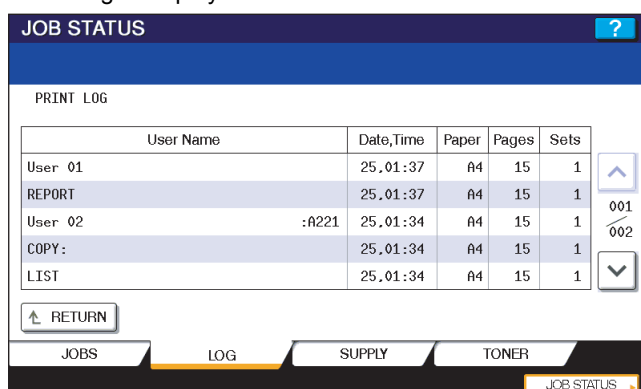 JOB STATUS ?
PRINT LOG
User Name Date,Time Paper Pages Sets
User 01 25.01:37 A4 15 1
REPORT 25.01:37 A4 15 1
User 02 :A221 25.01:34 A4 15 1
COPY: 25.01:34 A4 15 1
LIST 25.01:34 A4 15 1
001
002
RETURN
JOBS LOG SUPPLY TONER
JOB STATUS